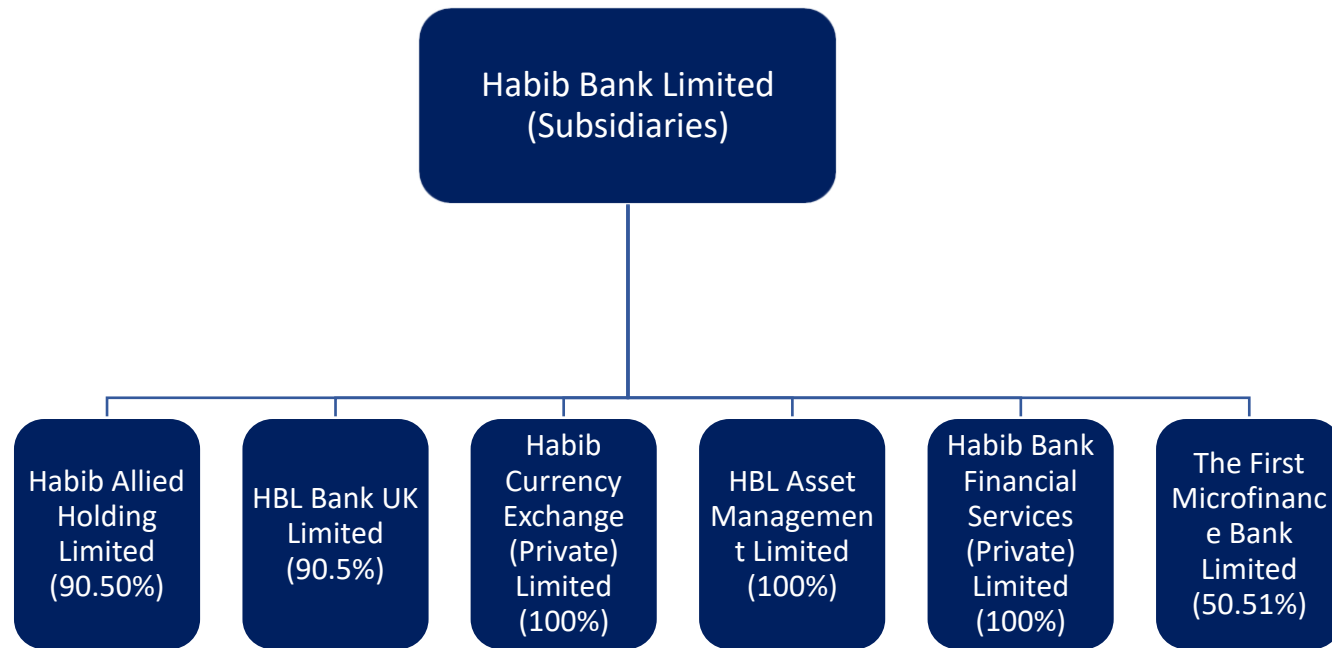 Habib Bank Limited
(Subsidiaries)
Habib Allied
Holding
Limited
(90.50%)
HBL Bank UK
Limited
(90.5%)
Habib
Currency
Exchange
(Private)
Limited
(100%)
HBL Asset
Managemen
t Limited
(100%)
Habib Bank
Financial
Services
(Private)
Limited
(100%)
The First
Microfinanc
e Bank
Limited
(50.51%)